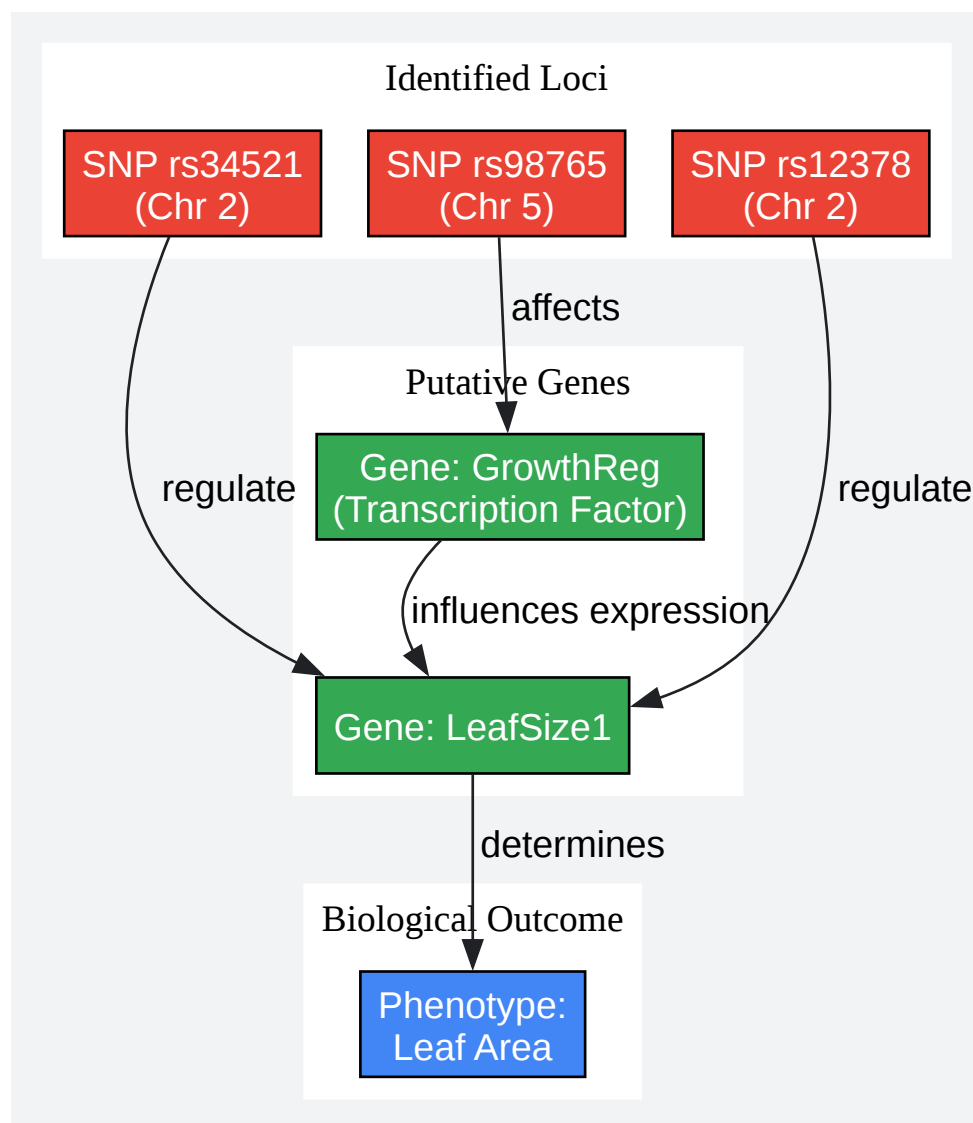 Identified Loci
SNP rs34521
(Chr 2)
SNP rs98765
(Chr 5)
SNP rs12378
(Chr 2)
affects
Putative Genes
Gene: GrowthReg
(Transcription Factor)
regulate
regulate
influences expression
Gene: LeafSize1
determines
Biological Outcome
Phenotype:
Leaf Area